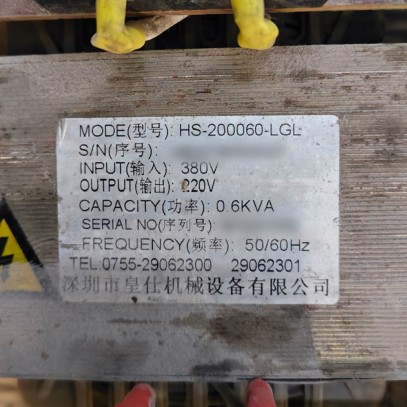 MODE(型号): HS-200060-LGL
S/N(序号):
INPUT(输入): 380V
OUTPUT(输出): 220V
CAPACITY(功率): 0.6KVA
SERIAL NO(序列号):
FREQUENCY(频率): 50/60Hz
TEL:0755-29062300 29062301
深圳市皇仕机械设备有限公司